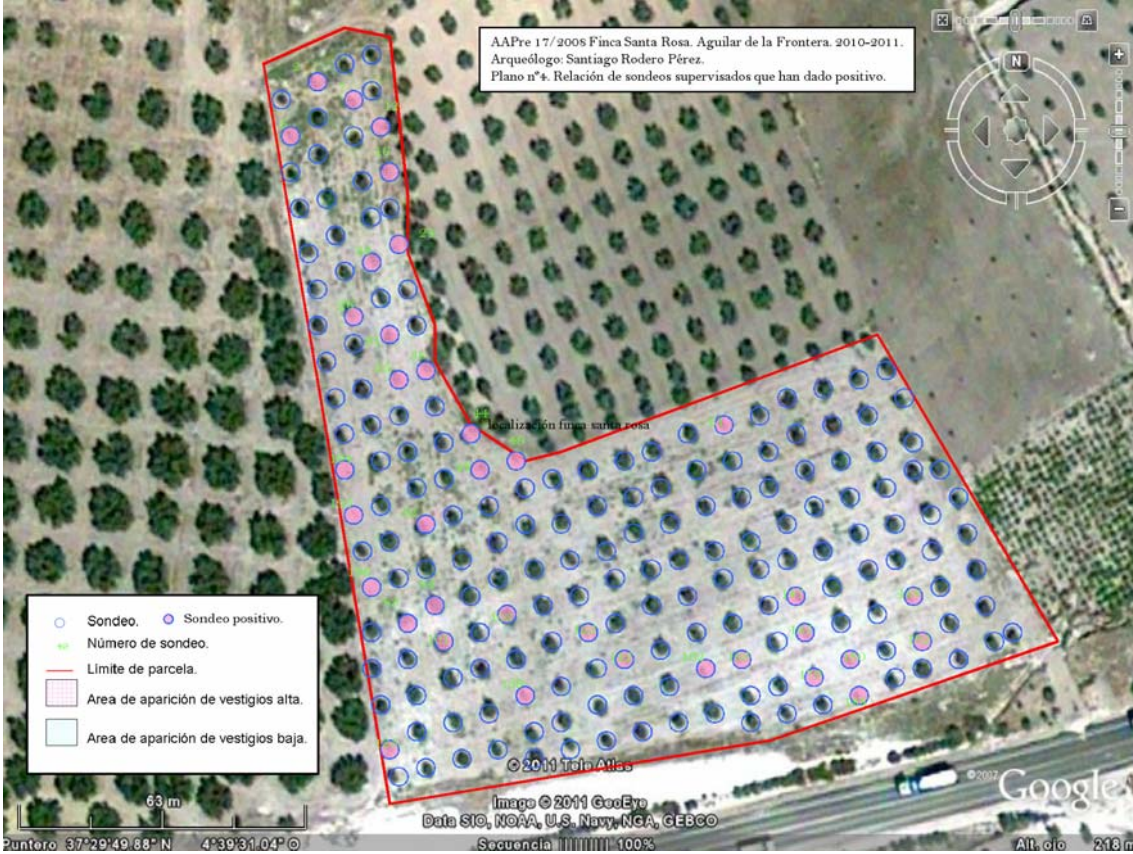 AAPre 17/2008 Finca Santa Rosa. Aguilar de la Frontera. 2010-2011.
Arqueólogo: Santiago Rodero Pérez.
Plano nº4. Relación de sondeos supervisados que han dado positivo.
N
localización finca santa rosa
Sondeo.
Sondeo positivo.
Número de sondeo.
Límite de parcela.
Area de aparición de vestigios alta.
Area de aparición de vestigios baja.
63 m
© 2011 Tele Atlas
Image © 2011 GeoEye
Data SIO, NOAA, U.S. Navy, NGA, GEBCO
©2007 Google
Puntero 37°29'49.88" N 4°39'31.04" O
Secuencia 100%
Alt. ojo 218 m